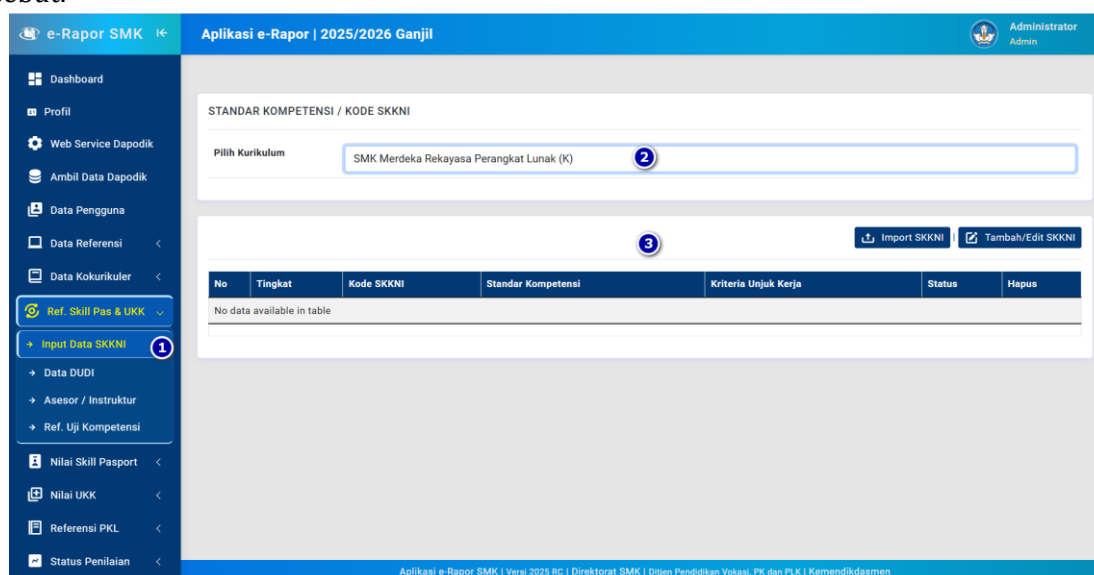 e-Rapor SMK
Aplikasi e-Rapor | 2025/2026 Ganjil
Administrator
Admin
Dashboard
Profil
Web Service Dapodik
Ambil Data Dapodik
Data Pengguna
Data Referensi
Data Kokurikuler
Ref. Skill Pas & UKK
Input Data SKKNI
1
Data DUDI
Asesor / Instruktur
Ref. Uji Kompetensi
Nilai Skill Pasport
Nilai UKK
Referensi PKL
Status Penilaian
STANDAR KOMPETENSI / KODE SKKNI
Pilih Kurikulum
SMK Merdeka Rekayasa Perangkat Lunak (K)
2
3
Import SKKNI | Tambah/Edit SKKNI
No Tingkat Kode SKKNI Standar Kompetensi Kriteria Unjuk Kerja Status Hapus
No data available in table
Aplikasi e-Rapor SMK | Versi 2025 RC | Direktorat SMK | Ditjen Pendidikan Vokasi, PK dan PLK | Kemendikdasmen